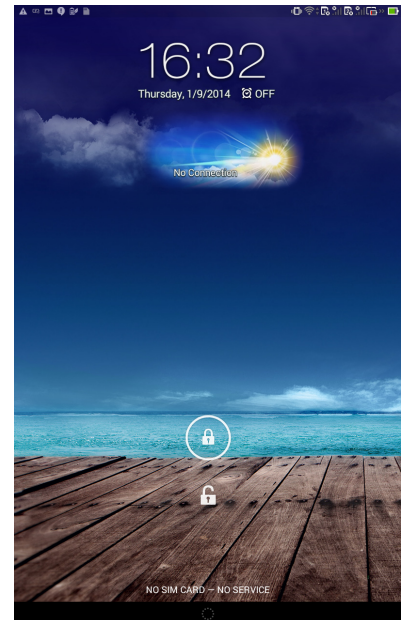 16:32
Thursday, 1/9/2014 OFF
No Connection
NO SIM CARD — NO SERVICE